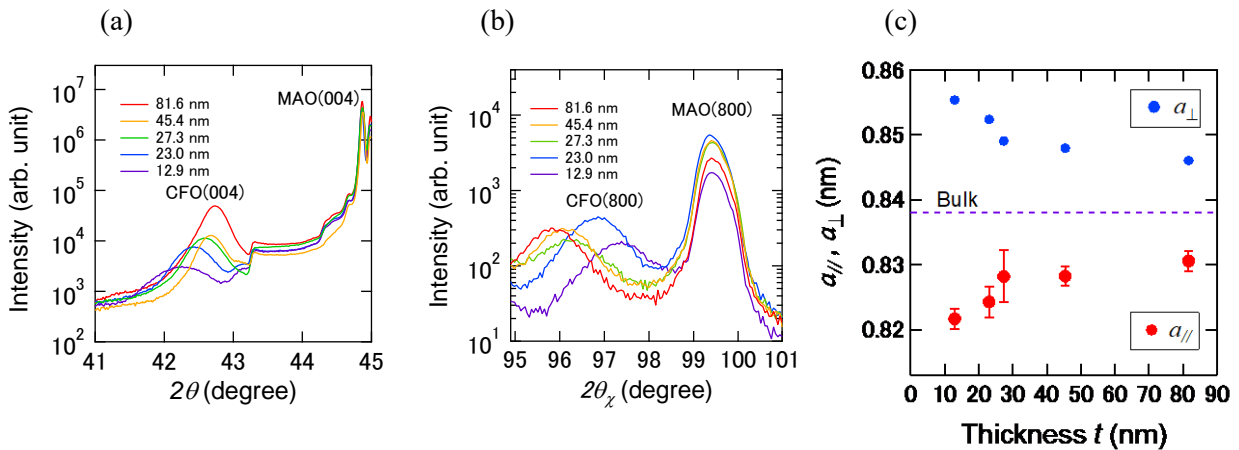 (a)
(b)
(c)
Intensity (arb. unit)
10^7
10^6
10^5
10^4
10^3
10^2
81.6 nm
45.4 nm
27.3 nm
23.0 nm
12.9 nm
MAO(004)
CFO(004)
41 42 43 44 45
2θ (degree)
Intensity (arb. unit)
10^4
10^3
10^2
10^1
81.6 nm
45.4 nm
27.3 nm
23.0 nm
12.9 nm
MAO(800)
CFO(800)
95 96 97 98 99 100 101
2θ_χ (degree)
a_//, a_⊥ (nm)
0.86
0.85
0.84
0.83
0.82
a_⊥
Bulk
a_//
0 10 20 30 40 50 60 70 80 90
Thickness t (nm)